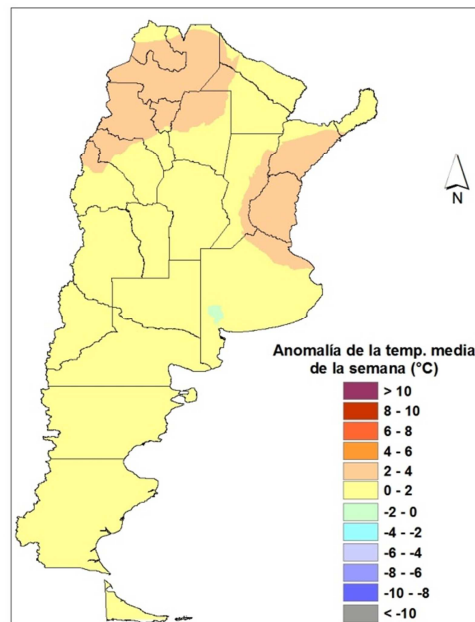 N
Anomalía de la temp. media
de la semana (°C)
> 10
8 - 10
6 - 8
4 - 6
2 - 4
0 - 2
-2 - 0
-4 - -2
-6 - -4
-8 - -6
-10 - -8
< -10